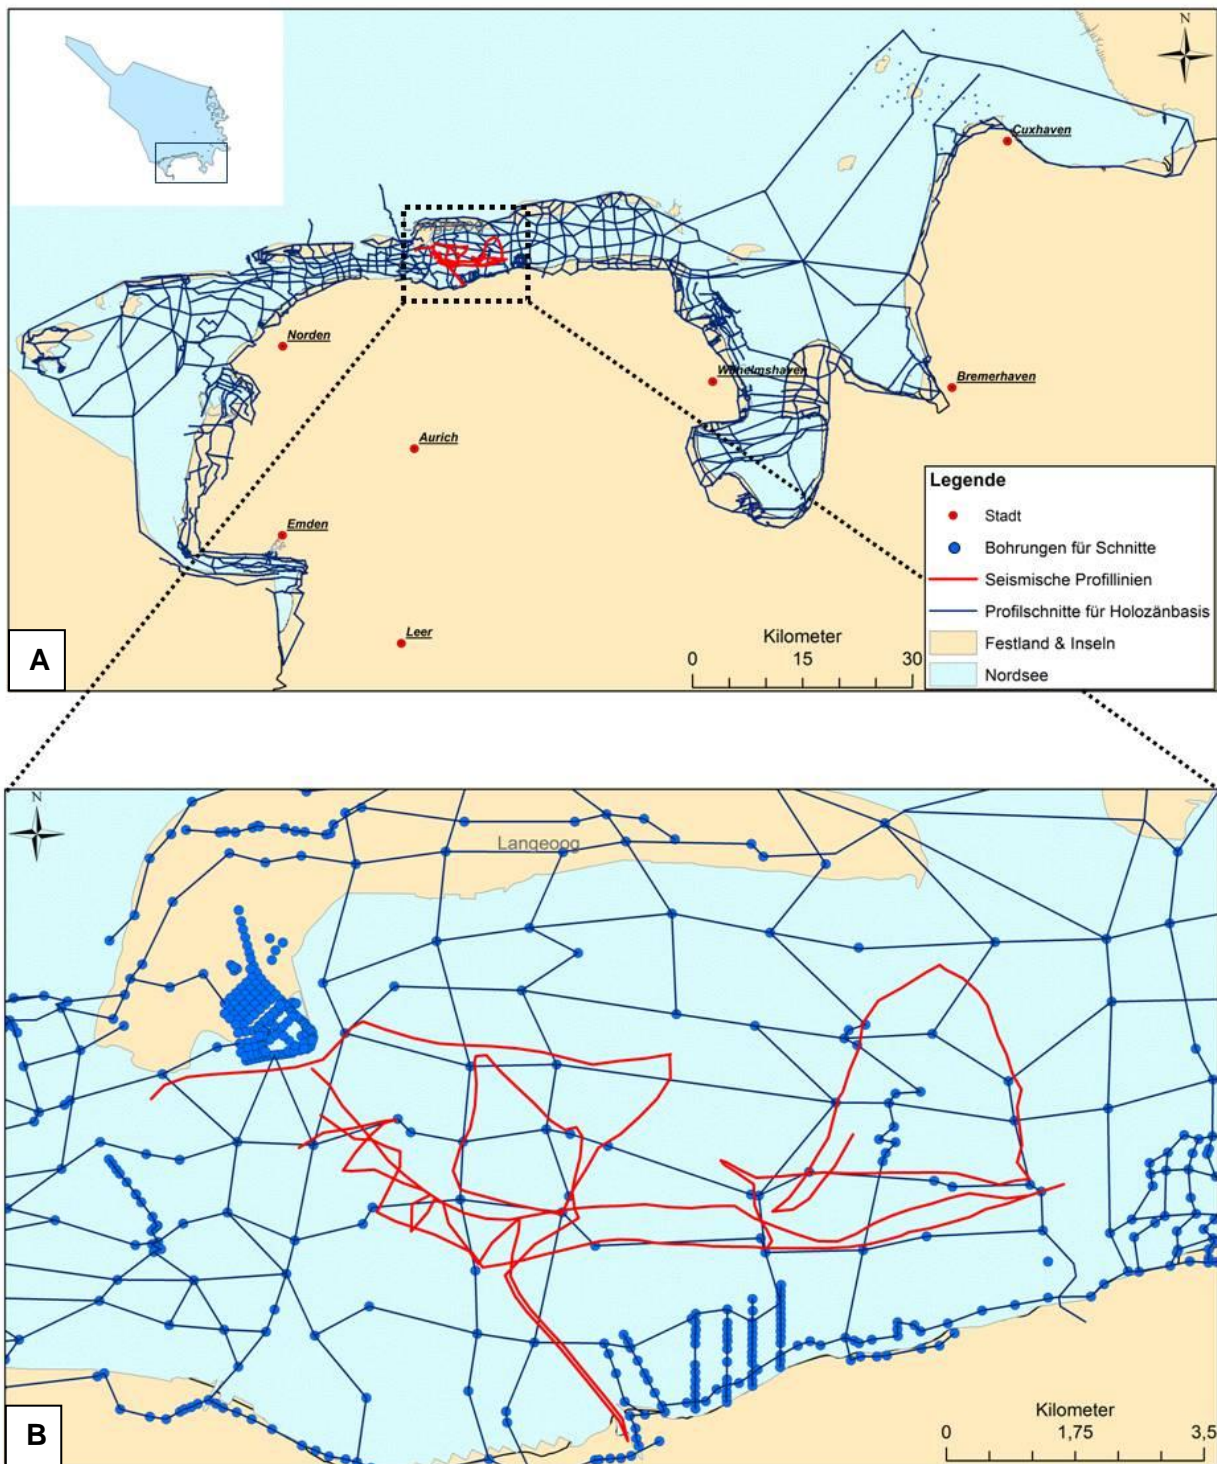 N
Cuxhaven
Norden
Wilhelmshaven
Bremerhaven
Aurich
Emden
Leer
Legende
Stadt
Bohrungen für Schnitte
Seismische Profillinien
Profilschnitte für Holozänbasis
Festland & Inseln
Nordsee
Kilometer
0 15 30
A
N
Langeoog
Kilometer
0 1,75 3,5
B